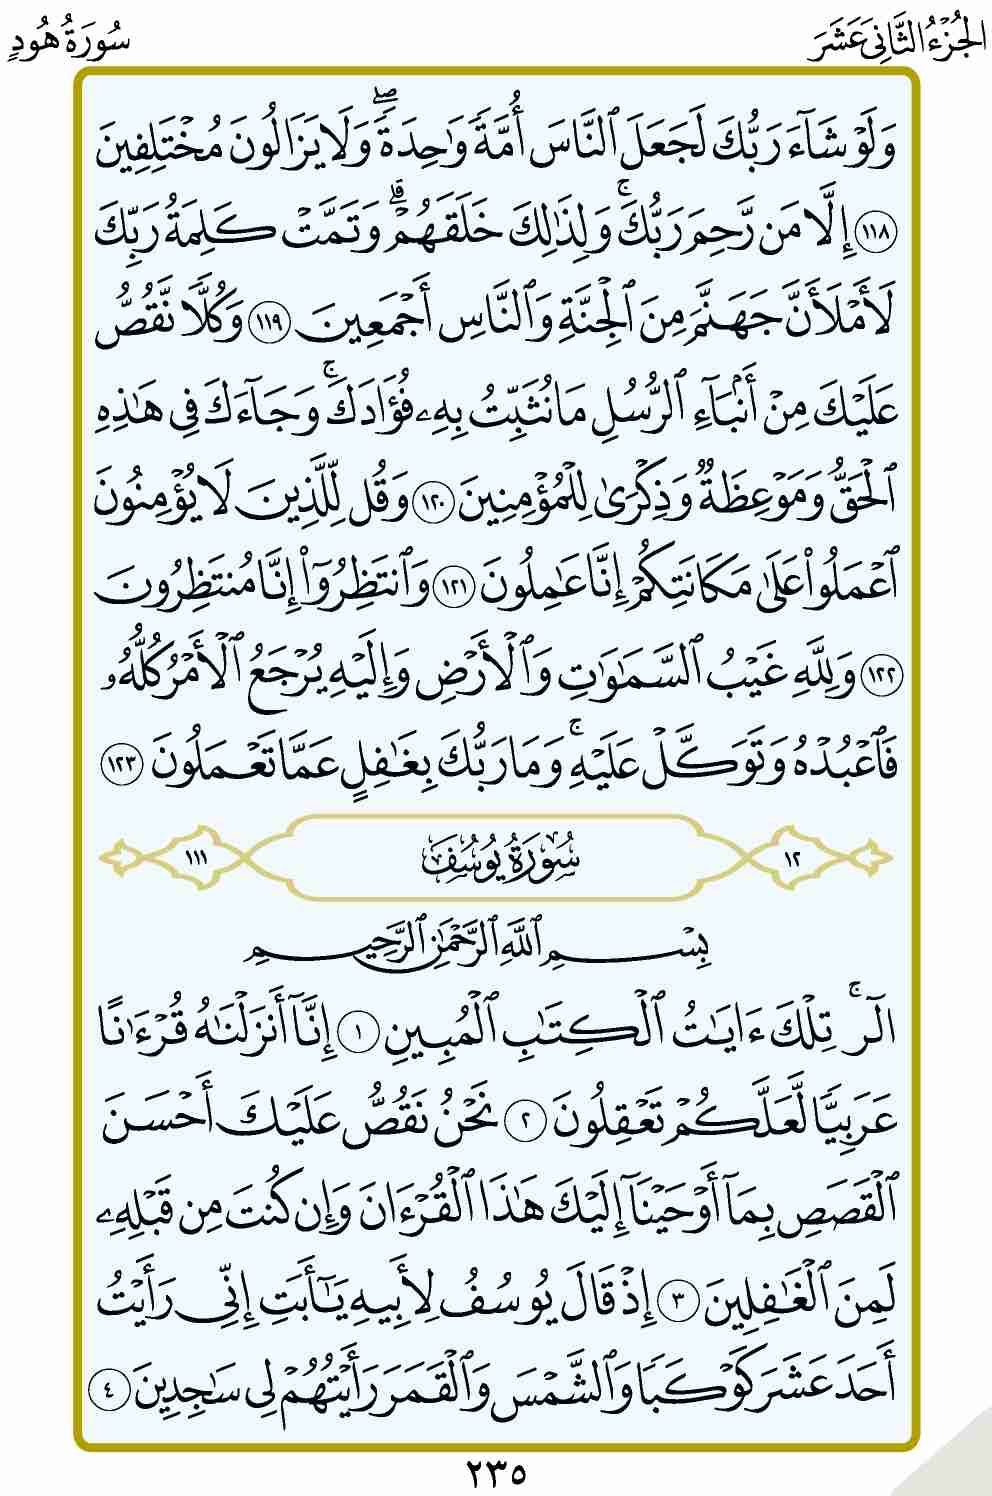 الجُزْءُ الثَّانِيَ عَشَرَ
سُورَةُ هُودٍ
وَلَوْ شَآءَ رَبُّكَ لَجَعَلَ ٱلنَّاسَ أُمَّةً وَٰحِدَةً ۖ وَلَا يَزَالُونَ مُخْتَلِفِينَ
١١٨ إِلَّا مَن رَّحِمَ رَبُّكَ ۚ وَلِذَٰلِكَ خَلَقَهُمْ ۗ وَتَمَّتْ كَلِمَةُ رَبِّكَ
لَأَمْلَأَنَّ جَهَنَّمَ مِنَ ٱلْجِنَّةِ وَٱلنَّاسِ أَجْمَعِينَ ١١٩ وَكُلًّا نَّقُصُّ
عَلَيْكَ مِنْ أَنۢبَآءِ ٱلرُّسُلِ مَا نُثَبِّتُ بِهِۦ فُؤَادَكَ ۚ وَجَآءَكَ فِى هَٰذِهِ
ٱلْحَقُّ وَمَوْعِظَةٌ وَذِكْرَىٰ لِلْمُؤْمِنِينَ ١٢٠ وَقُل لِّلَّذِينَ لَا يُؤْمِنُونَ
ٱعْمَلُوا۟ عَلَىٰ مَكَانَتِكُمْ إِنَّا عَٰمِلُونَ ١٢١ وَٱنتَظِرُوٓا۟ إِنَّا مُنتَظِرُونَ
١٢٢ وَلِلَّهِ غَيْبُ ٱلسَّمَٰوَٰتِ وَٱلْأَرْضِ وَإِلَيْهِ يُرْجَعُ ٱلْأَمْرُ كُلُّهُۥ
فَٱعْبُدْهُ وَتَوَكَّلْ عَلَيْهِ ۚ وَمَا رَبُّكَ بِغَٰفِلٍ عَمَّا تَعْمَلُونَ ١٢٣
١٢ سُورَةُ يُوسُفَ ١١١
بِسْمِ ٱللَّهِ ٱلرَّحْمَٰنِ ٱلرَّحِيمِ
الٓر ۚ تِلْكَ ءَايَٰتُ ٱلْكِتَٰبِ ٱلْمُبِينِ ١ إِنَّآ أَنزَلْنَٰهُ قُرْءَٰنًا
عَرَبِيًّا لَّعَلَّكُمْ تَعْقِلُونَ ٢ نَحْنُ نَقُصُّ عَلَيْكَ أَحْسَنَ
ٱلْقَصَصِ بِمَآ أَوْحَيْنَآ إِلَيْكَ هَٰذَا ٱلْقُرْءَانَ وَإِن كُنتَ مِن قَبْلِهِۦ
لَمِنَ ٱلْغَٰفِلِينَ ٣ إِذْ قَالَ يُوسُفُ لِأَبِيهِ يَٰٓأَبَتِ إِنِّى رَأَيْتُ
أَحَدَ عَشَرَ كَوْكَبًا وَٱلشَّمْسَ وَٱلْقَمَرَ رَأَيْتُهُمْ لِى سَٰجِدِينَ ٤
٢٣٥